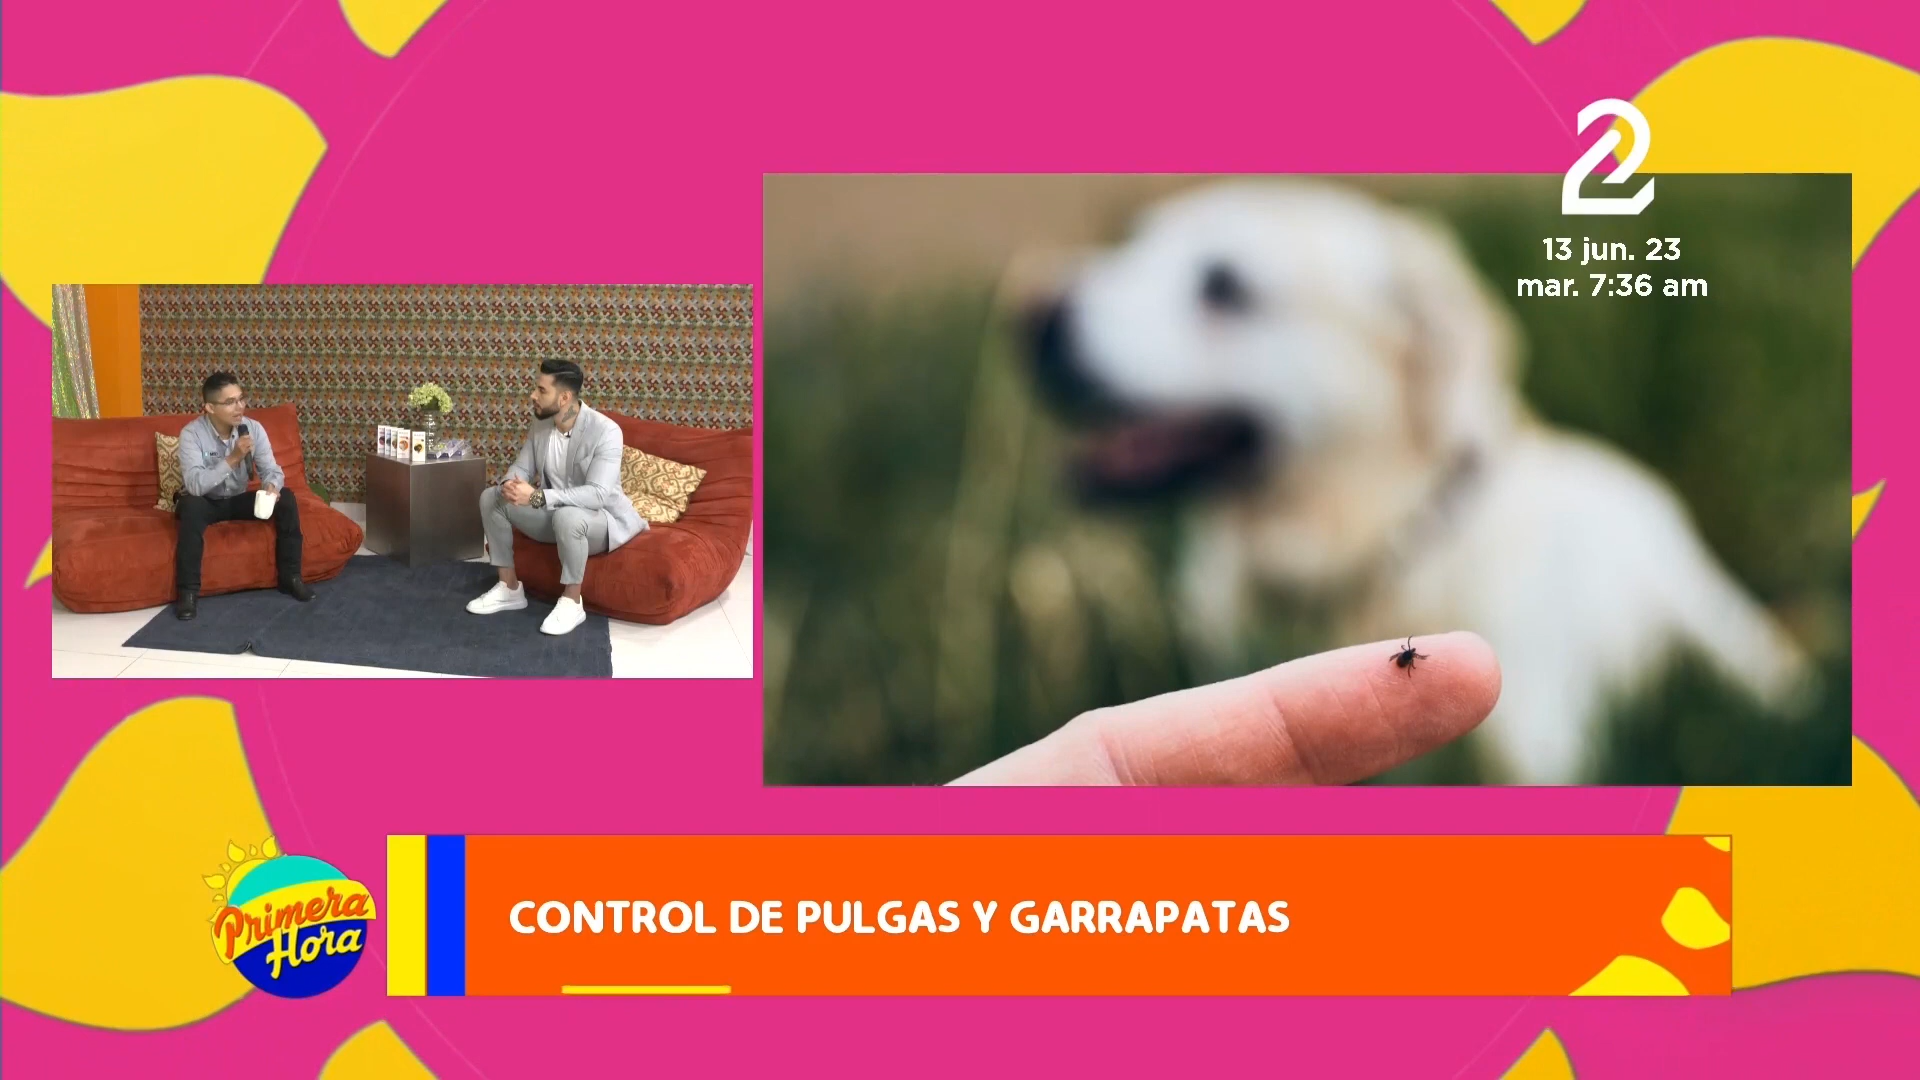 2
13 jun. 23
mar. 7:36 am
Primera
Hora
CONTROL DE PULGAS Y GARRAPATAS